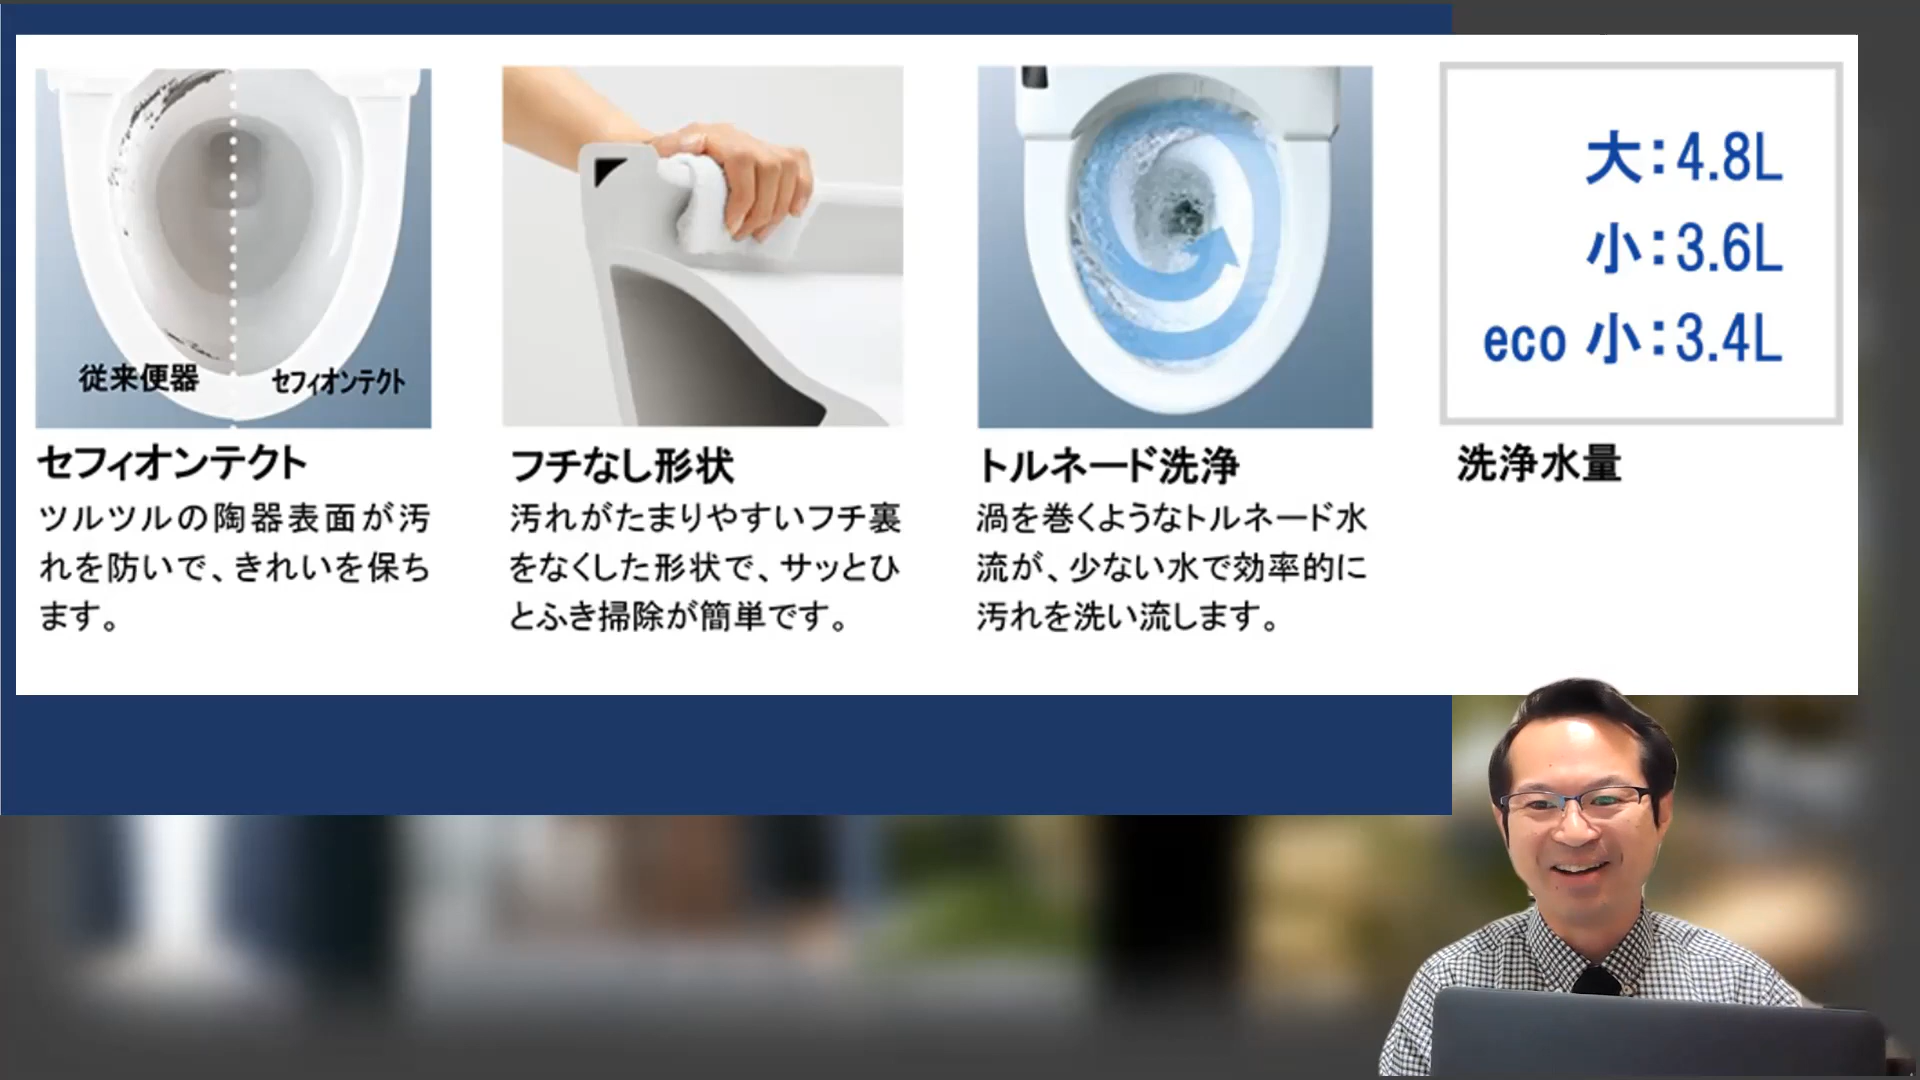 従来便器
セフィオンテクト
セフィオンテクト
ツルツルの陶器表面が汚
れを防いで、きれいを保ち
ます。
フチなし形状
汚れがたまりやすいフチ裏
をなくした形状で、サッとひ
とふき掃除が簡単です。
トルネード洗浄
渦を巻くようなトルネード水
流が、少ない水で効率的に
汚れを洗い流します。
大：4.8L
小：3.6L
eco 小：3.4L
洗浄水量